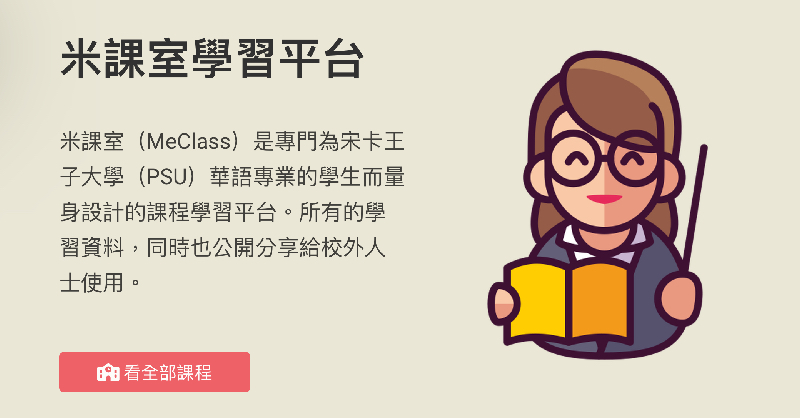 米課室學習平台
米課室（MeClass）是專門為宋卡王
子大學（PSU）華語專業的學生而量
身設計的課程學習平台。所有的學
習資料，同時也公開分享給校外人
士使用。
看全部課程